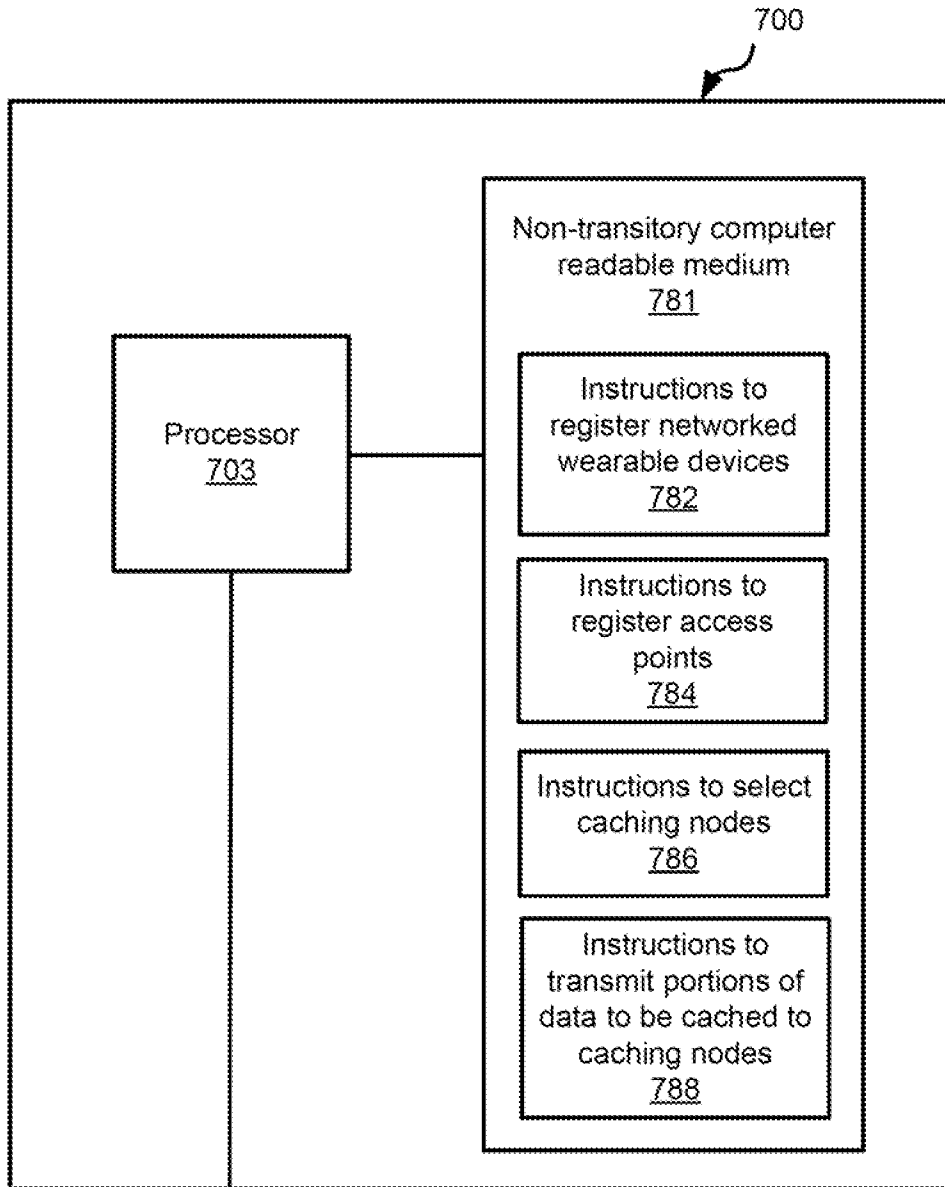 700
Non-transitory computer
readable medium
781
Processor
703
Instructions to
register networked
wearable devices
782
Instructions to
register access
points
784
Instructions to select
caching nodes
786
Instructions to
transmit portions of
data to be cached to
caching nodes
788